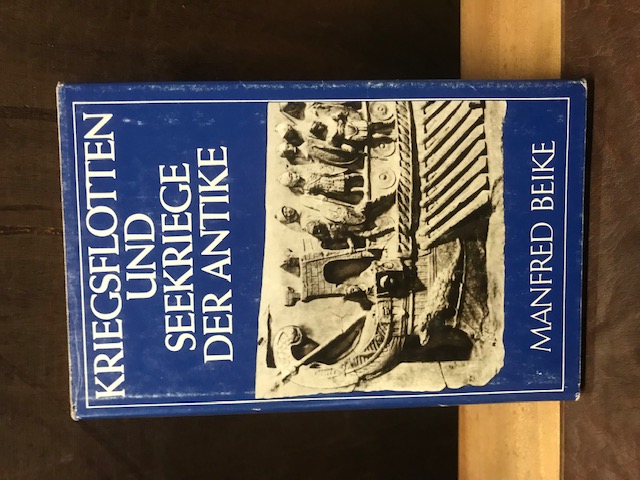 KRIEGSFLOTTEN
UND
SEEKRIEGE
DER ANTIKE
MANFRED BEIKE